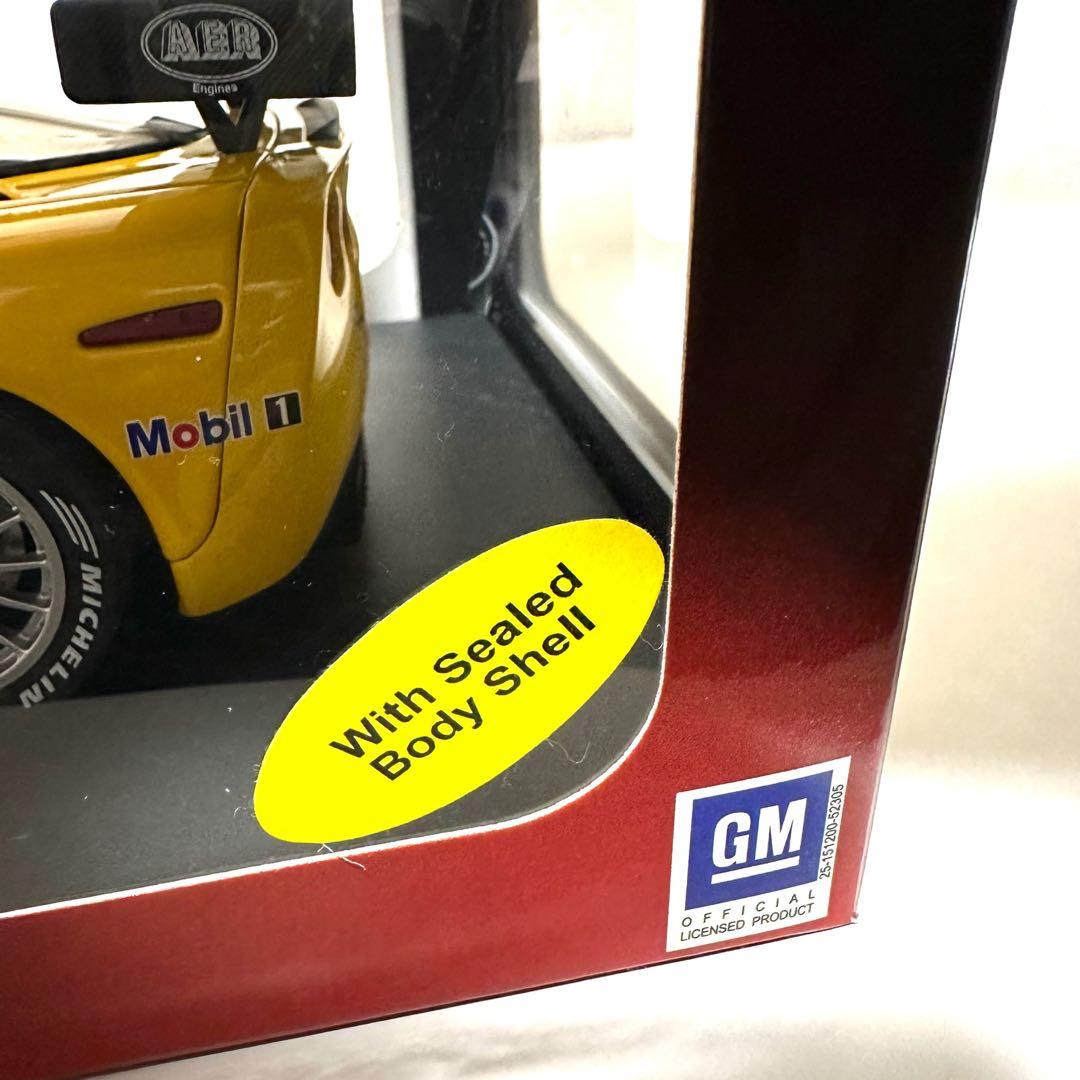 AER
Engines
Mobil 1
MICHELIN
With Sealed
Body Shell
GM
OFFICIAL
LICENSED PRODUCT
25-151200-52305